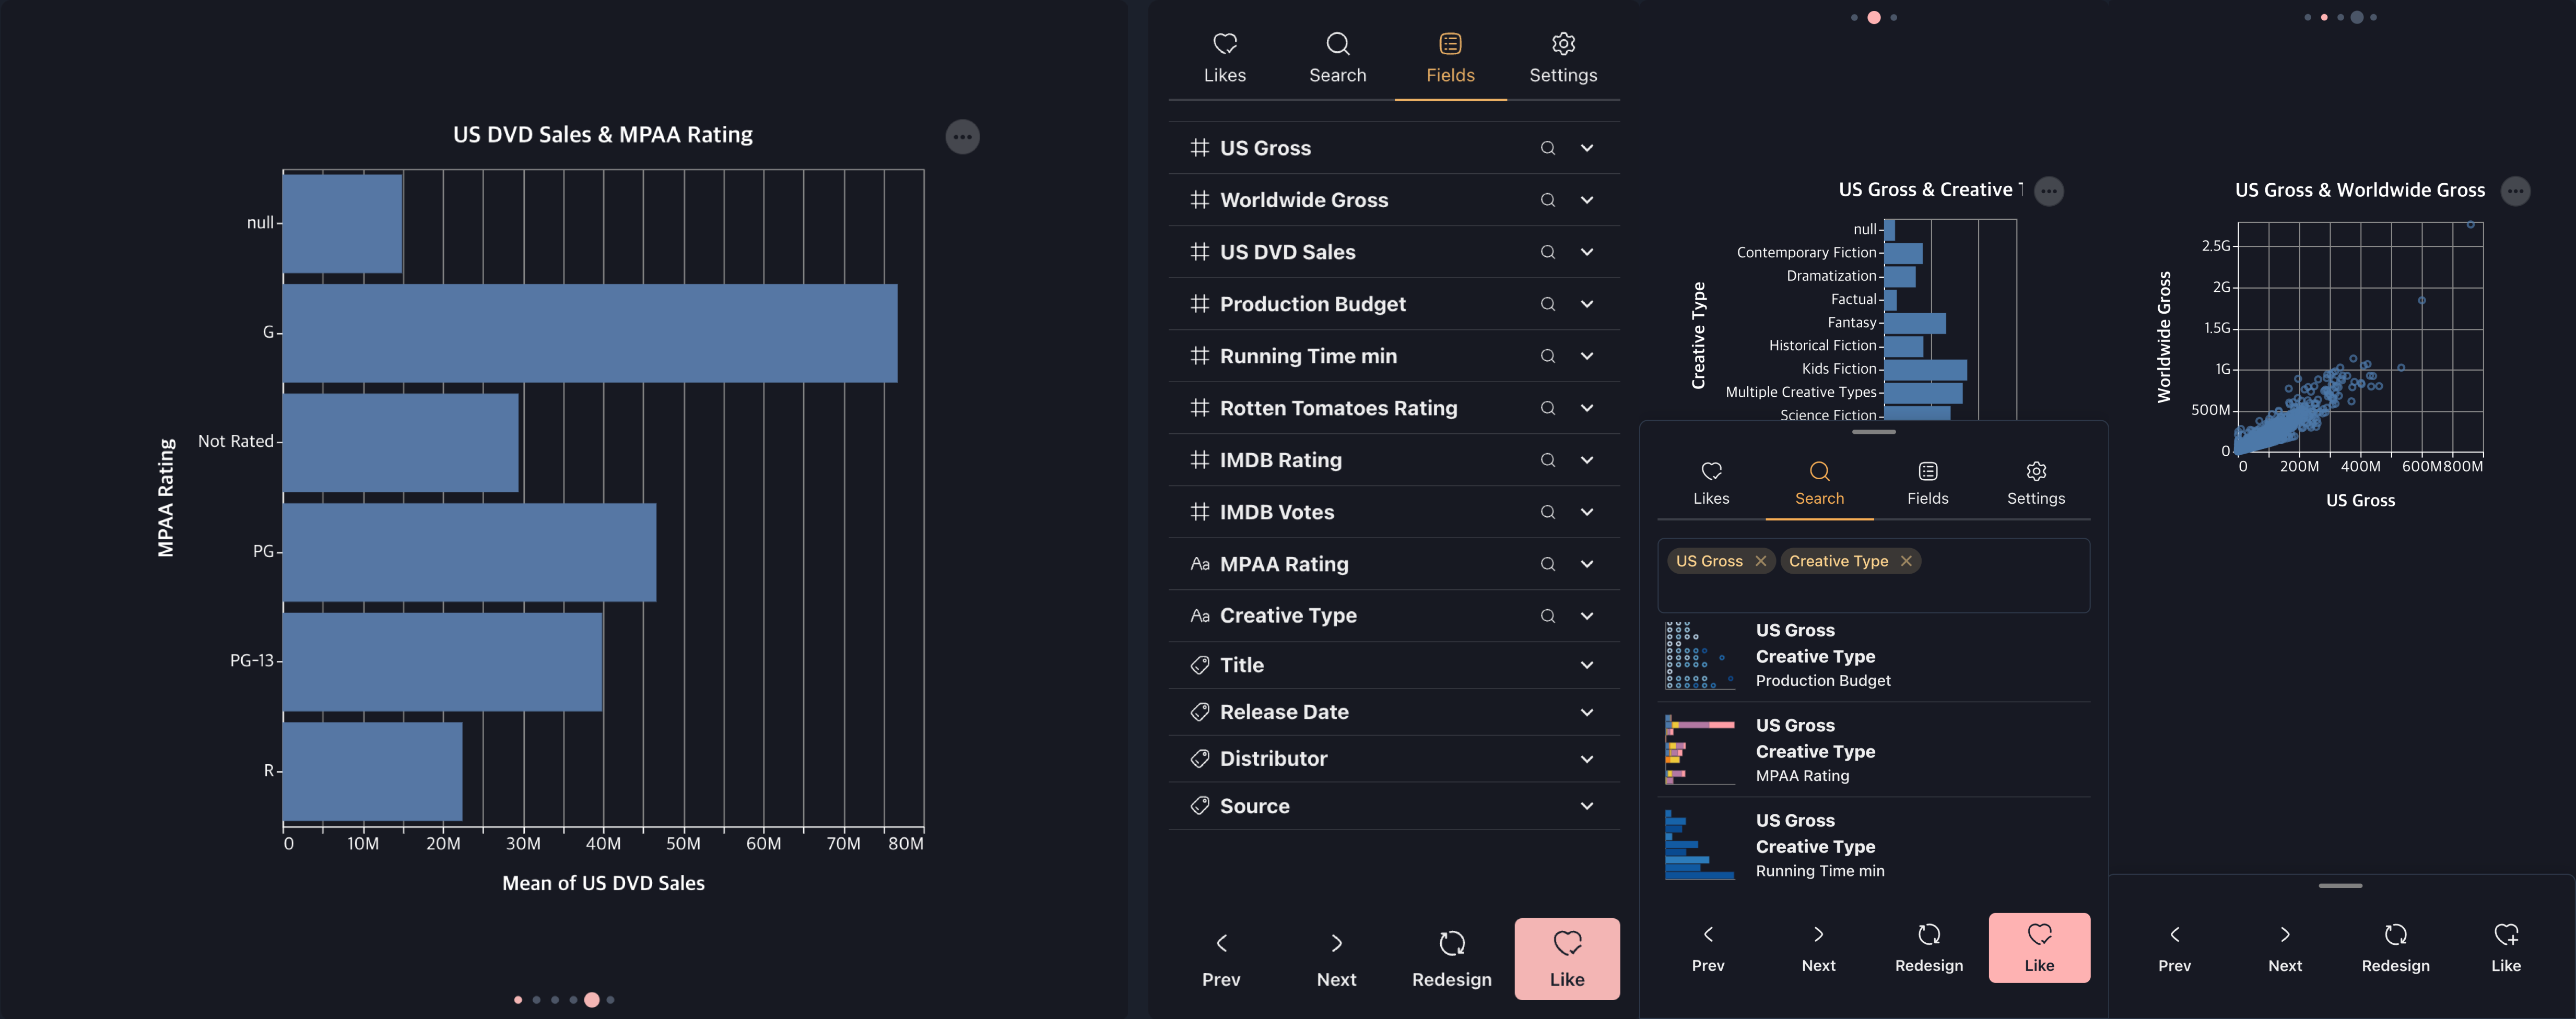 US DVD Sales & MPAA Rating
MPAA Rating
null
G
Not Rated
PG
PG-13
R
0 10M 20M 30M 40M 50M 60M 70M 80M
Mean of US DVD Sales
Likes Search Fields Settings
US Gross
Worldwide Gross
US DVD Sales
Production Budget
Running Time min
Rotten Tomatoes Rating
IMDB Rating
IMDB Votes
Aa MPAA Rating
Aa Creative Type
Title
Release Date
Distributor
Source
Prev Next Redesign Like
US Gross & Creative
Creative Type
null
Contemporary Fiction
Dramatization
Factual
Fantasy
Historical Fiction
Kids Fiction
Multiple Creative Types
Science Fiction
Likes Search Fields Settings
US Gross Creative Type
US Gross
Creative Type
Production Budget
US Gross
Creative Type
MPAA Rating
US Gross
Creative Type
Running Time min
Prev Next Redesign Like
US Gross & Worldwide Gross
Worldwide Gross
2.5G
2G
1.5G
1G
500M
0
0 200M 400M 600M 800M
US Gross
Prev Next Redesign Like